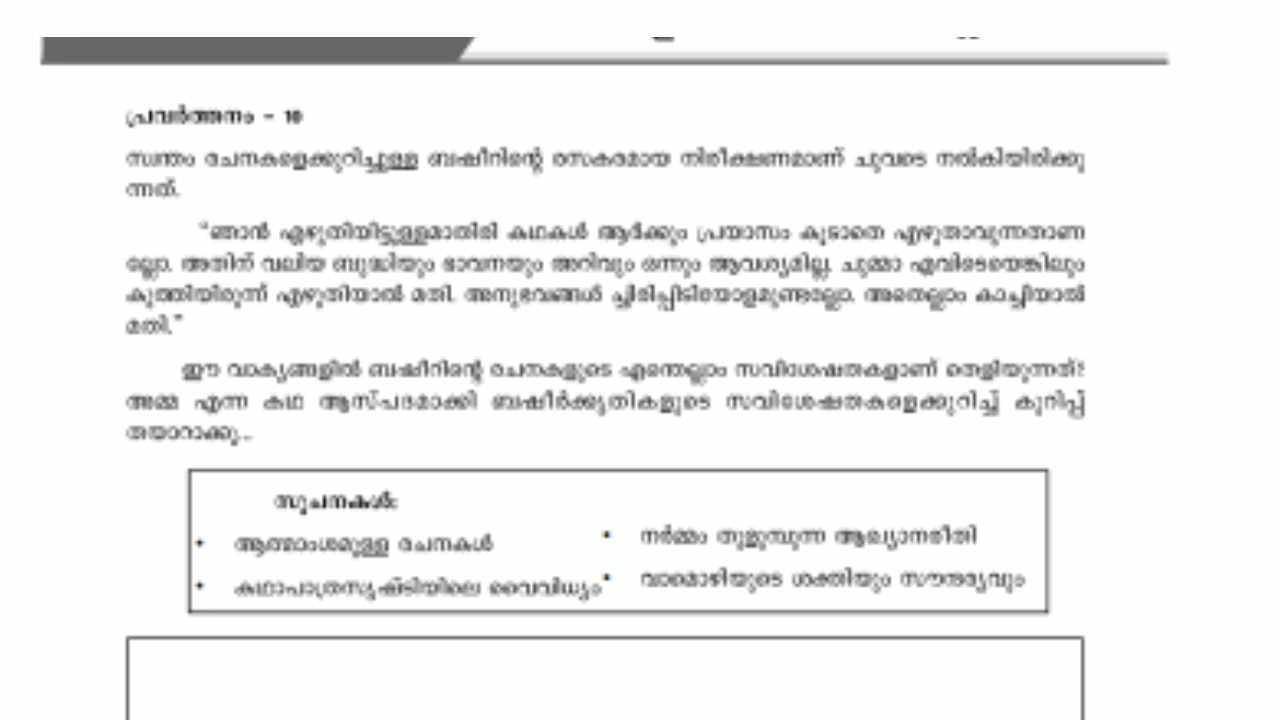 പ്രവർത്തനം - 10
സ്വന്തം രചനകളെക്കുറിച്ചുള്ള ബഷീറിന്റെ രസകരമായ നിരീക്ഷണമാണ് ചുവടെ നൽകിയിരിക്കു
ന്നത്.
"ഞാൻ എഴുതിയിട്ടുള്ളമാതിരി കഥകൾ ആർക്കും പ്രയാസം കൂടാതെ എഴുതാവുന്നതാണ
ല്ലോ. അതിന് വലിയ ബുദ്ധിയും ഭാവനയും അറിവും ഒന്നും ആവശ്യമില്ല. ചുമ്മാ എവിടെയെങ്കിലും
കുത്തിയിരുന്ന് എഴുതിയാൽ മതി. അനുഭവങ്ങൾ ച്ചിരിപ്പിടിയോളമുണ്ടല്ലോ. അതെല്ലാം കാച്ചിയാൽ
മതി."
ഈ വാക്യങ്ങളിൽ ബഷീറിന്റെ രചനകളുടെ എന്തെല്ലാം സവിശേഷതകളാണ് തെളിയുന്നത്?
അമ്മ എന്ന കഥ ആസ്പദമാക്കി ബഷീർക്കൃതികളുടെ സവിശേഷതകളെക്കുറിച്ച് കുറിപ്പ്
തയാറാക്കൂ...
സൂചനകൾ:
• ആത്മാംശമുള്ള രചനകൾ
• നർമ്മം തുളുമ്പുന്ന ആഖ്യാനരീതി
• കഥാപാത്രസൃഷ്ടിയിലെ വൈവിധ്യം
• വാമൊഴിയുടെ ശക്തിയും സൗന്ദര്യവും